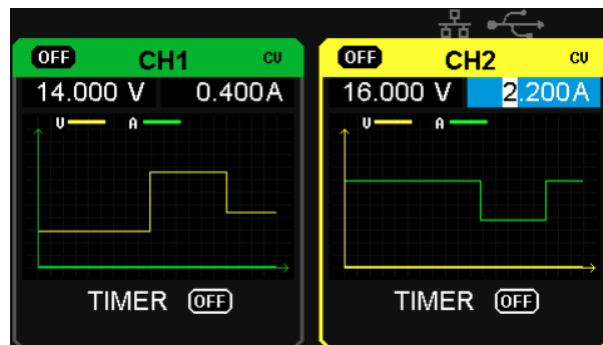 OFF CH1 CV
14.000 V 0.400A
V A
TIMER OFF
OFF CH2 CV
16.000 V 2.200A
V A
TIMER OFF